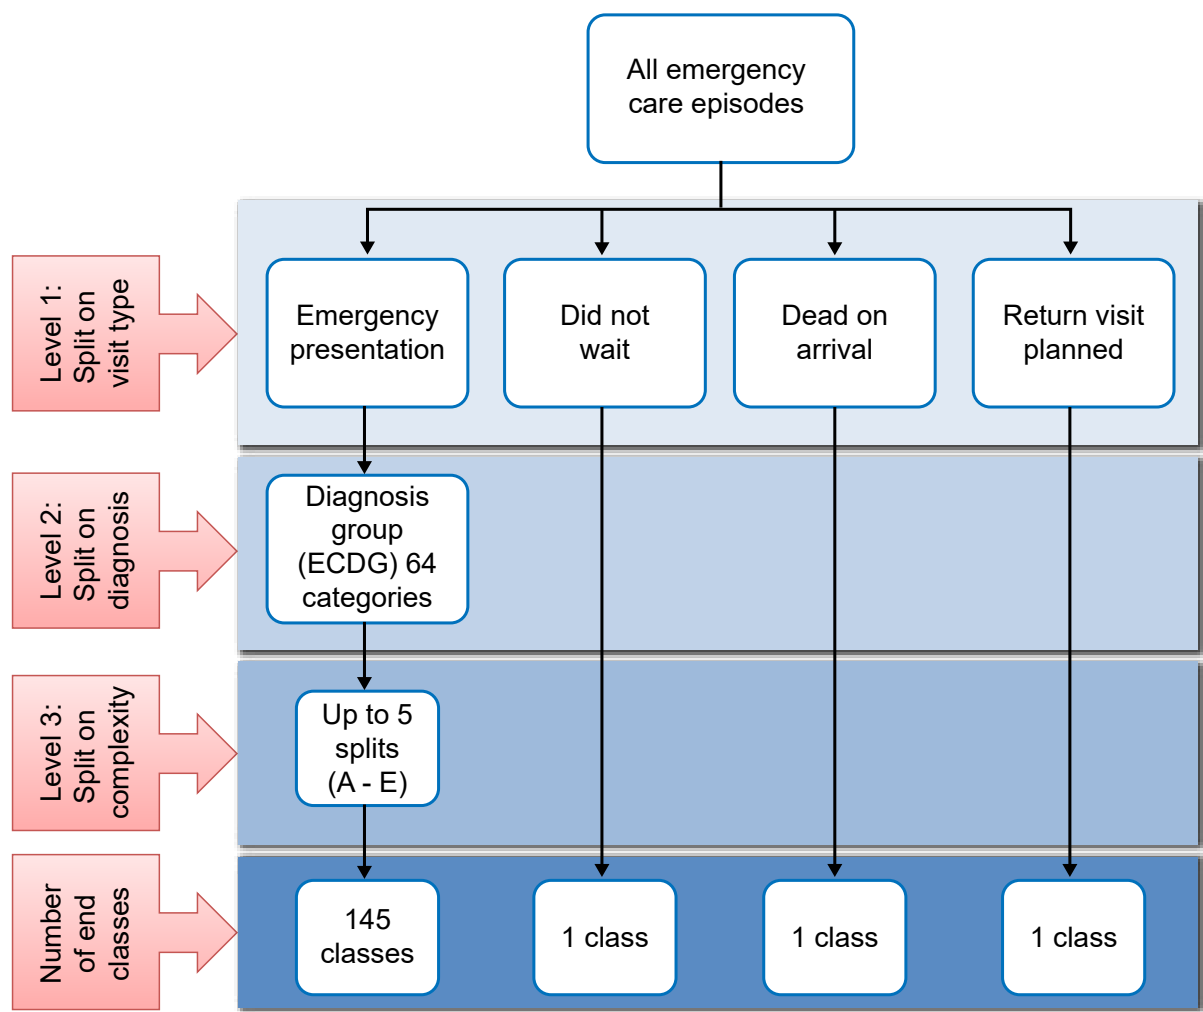 All emergency
care episodes
Level 1:
Split on
visit type
Emergency
presentation
Did not
wait
Dead on
arrival
Return visit
planned
Level 2:
Split on
diagnosis
Diagnosis
group
(ECDG) 64
categories
Level 3:
Split on
complexity
Up to 5
splits
(A - E)
Number
of end
classes
145
classes
1 class
1 class
1 class